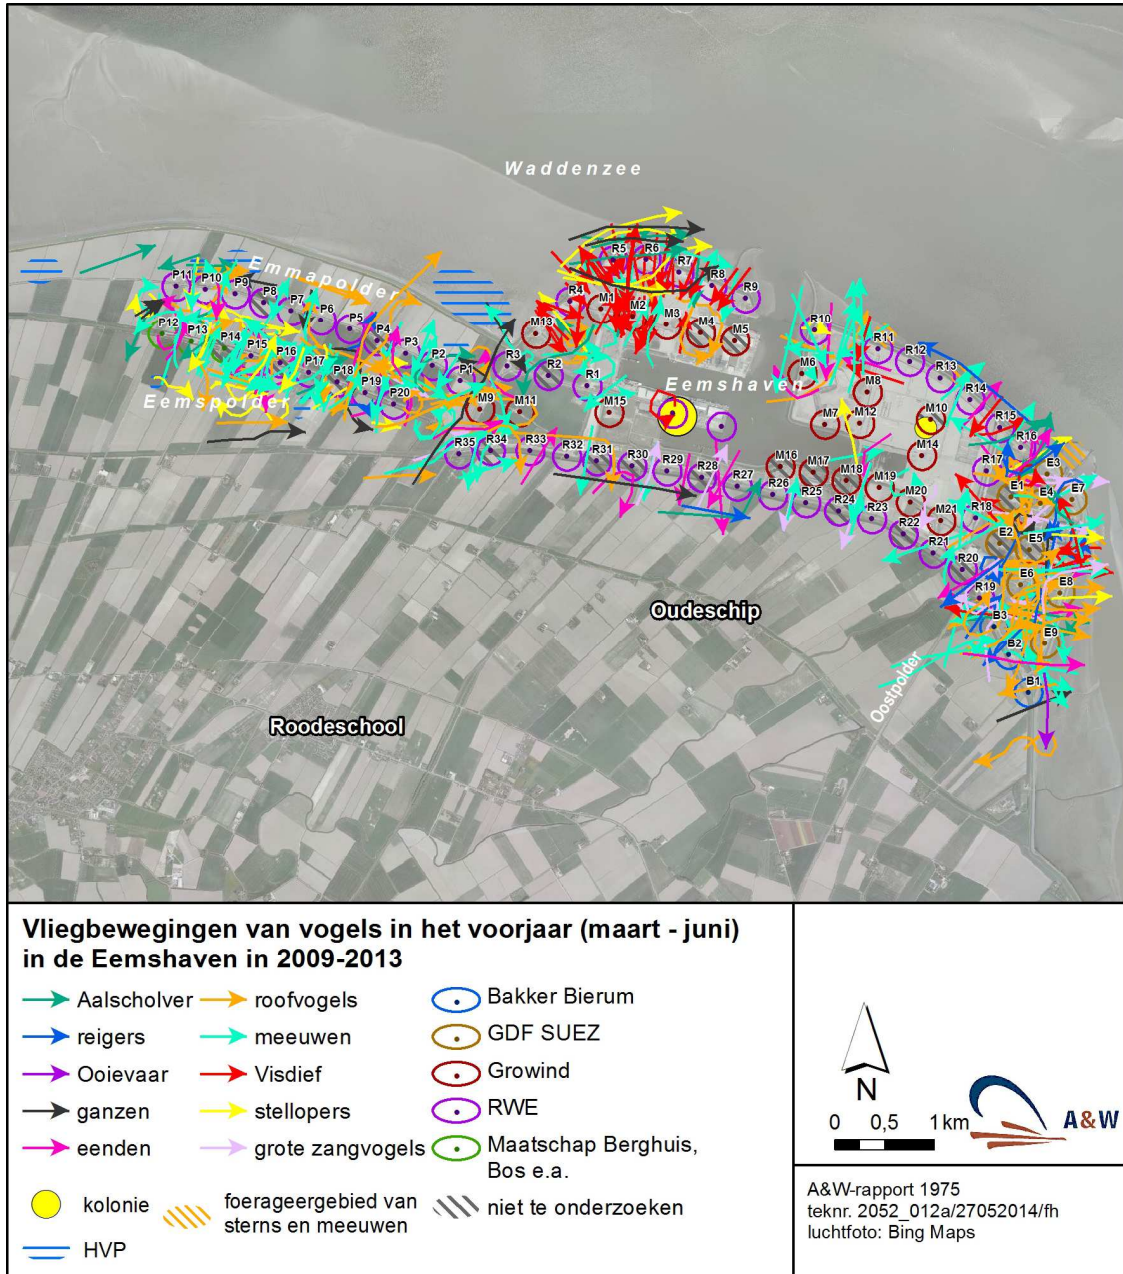 Waddenzee
Emmapolder
R5 R6
R7
R8
R9
R4
M1
M2
M3
M4
M5
M13
P11 P10 P9 P8 P7 P6 P5 P4 P3 P2 P1
P12 P13 P14 P15 P16 P17 P18 P19 P20
R3 R2 R1
R10
R11 R12 R13 R14 R15 R16
Eemshaven
M6
M8
Eemspolder
M9 M11
M15
M7 M12
M10
M14
R35 R34 R33 R32 R31 R30 R29 R28 R27 R26 R25 R24 R23 R22 R21 R20 R19
M16 M17 M18 M19 M20 M21
R18
R17
E3
E1 E4 E7
E2 E5
E6 E8
B3
E9
B2
B1
Oudeschip
Oostpolder
Roodeschool
Vliegbewegingen van vogels in het voorjaar (maart - juni)
in de Eemshaven in 2009-2013
Aalscholver
reigers
Ooievaar
ganzen
eenden
roofvogels
meeuwen
Visdief
stellopers
grote zangvogels
Bakker Bierum
GDF SUEZ
Growind
RWE
Maatschap Berghuis,
Bos e.a.
kolonie
foerageergebied van
sterns en meeuwen
niet te onderzoeken
HVP
N
0 0,5 1 km
A&W
A&W-rapport 1975
teknr. 2052_012a/27052014/fh
luchtfoto: Bing Maps